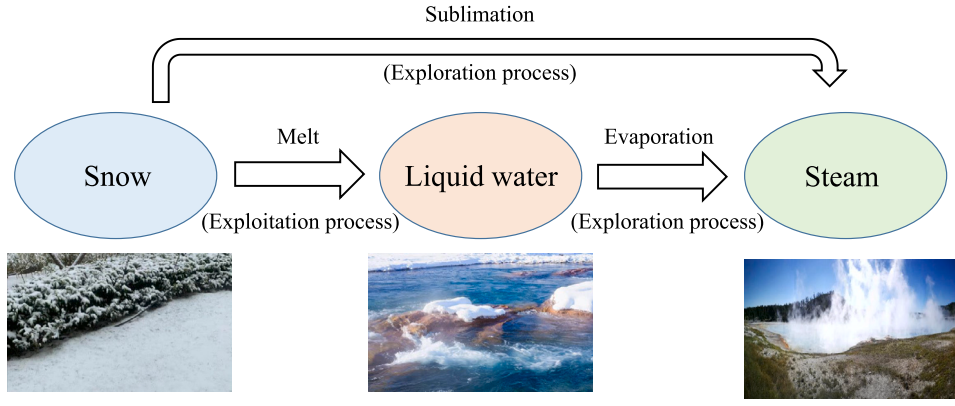 Sublimation
(Exploration process)
Melt
Evaporation
Snow
Liquid water
Steam
(Exploitation process)
(Exploration process)